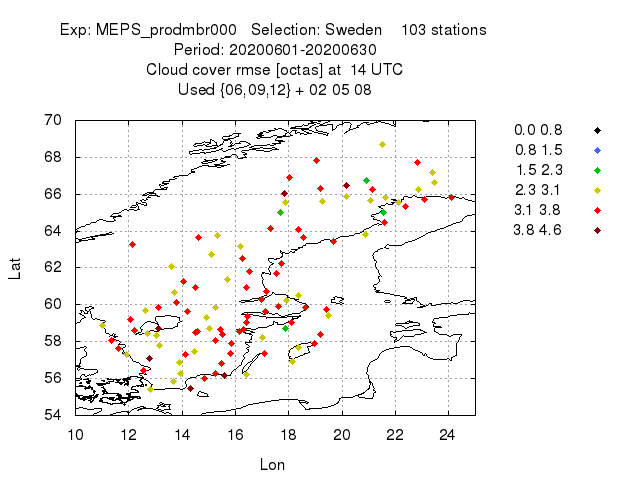 Exp: MEPS_prodmbr000 Selection: Sweden 103 stations
Period: 20200601-20200630
Cloud cover rmse [octas] at 14 UTC
Used {06,09,12} + 02 05 08
70
68
66
64
62
60
58
56
54
Lat
10 12 14 16 18 20 22 24
Lon
0.0 0.8
0.8 1.5
1.5 2.3
2.3 3.1
3.1 3.8
3.8 4.6